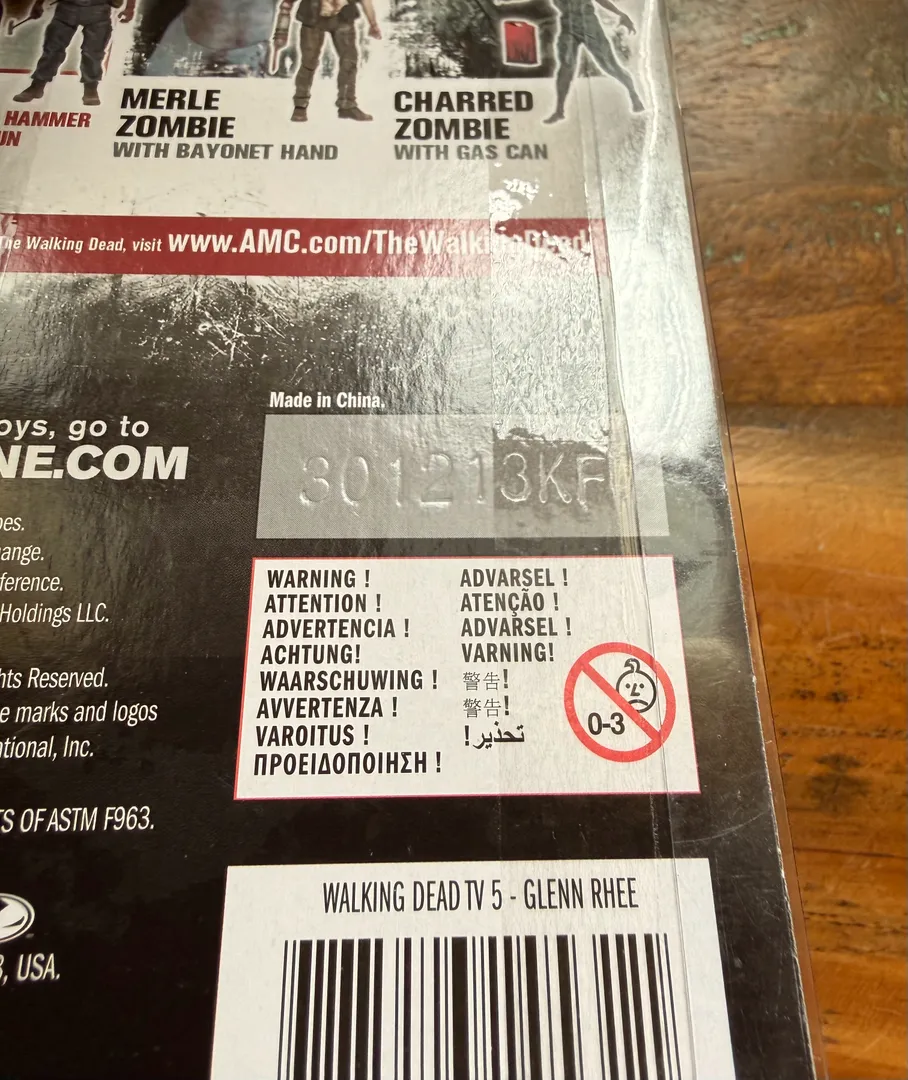 HAMMER
UN
MERLE
ZOMBIE
WITH BAYONET HAND
CHARRED
ZOMBIE
WITH GAS CAN
The Walking Dead, visit www.AMC.com/TheWalkingDead
Made in China.
301213KF
oys, go to
NE.COM
pes.
ange.
ference.
Holdings LLC.
hts Reserved.
e marks and logos
tional, Inc.
TS OF ASTM F963.
, USA.
WARNING !
ATTENTION !
ADVERTENCIA !
ACHTUNG!
WAARSCHUWING !
AVVERTENZA !
VAROITUS !
ΠΡΟΕΙΔΟΠΟΙΗΣΗ !
ADVARSEL !
ATENÇÃO !
ADVARSEL !
VARNING!
警告!
警告!
تحذير!
0-3
WALKING DEAD TV 5 - GLENN RHEE